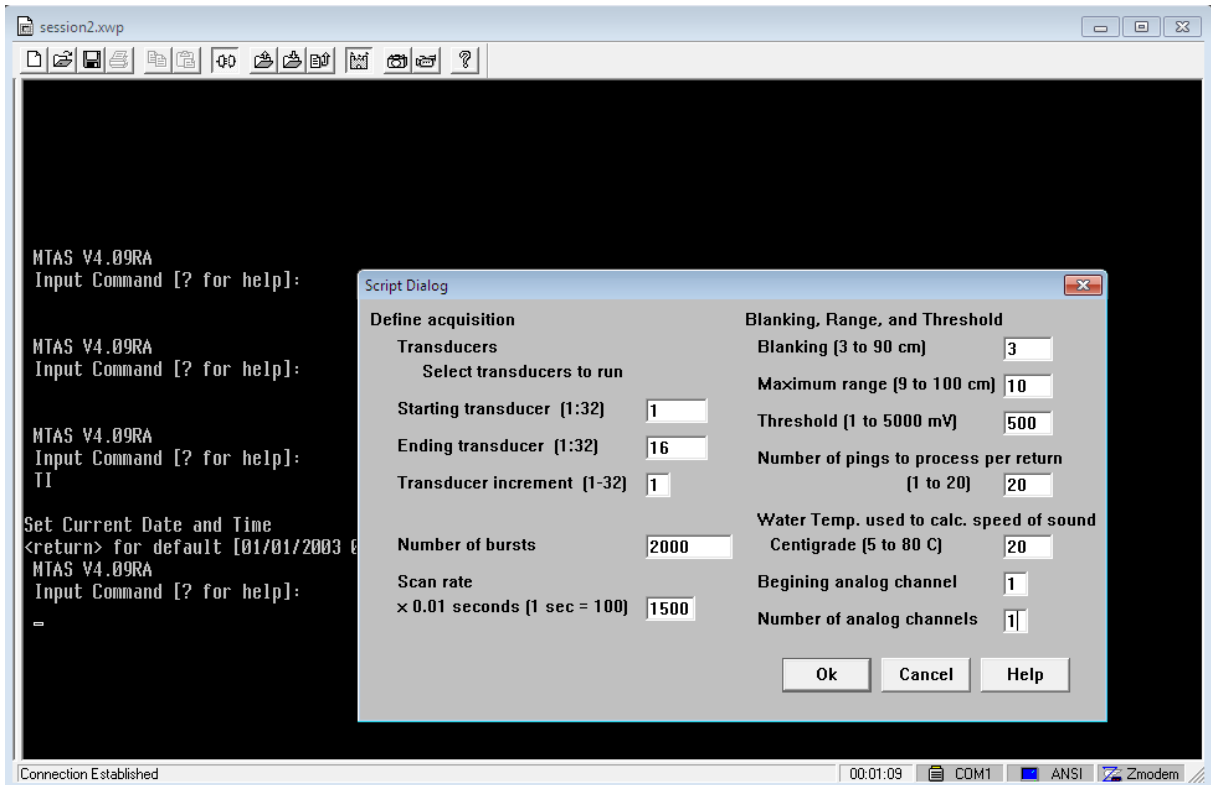 session2.xwp
MTAS V4.09RA
Input Command [? for help]:
MTAS V4.09RA
Input Command [? for help]:
MTAS V4.09RA
Input Command [? for help]:
TI
Set Current Date and Time
<return> for default [01/01/2003 0
MTAS V4.09RA
Input Command [? for help]:
Script Dialog
Define acquisition
Transducers
Select transducers to run
Starting transducer (1:32) 1
Ending transducer (1:32) 16
Transducer increment (1-32) 1
Number of bursts 2000
Scan rate
x 0.01 seconds (1 sec = 100) 1500
Blanking, Range, and Threshold
Blanking (3 to 90 cm) 3
Maximum range (9 to 100 cm) 10
Threshold (1 to 5000 mV) 500
Number of pings to process per return
(1 to 20) 20
Water Temp. used to calc. speed of sound
Centigrade (5 to 80 C) 20
Begining analog channel 1
Number of analog channels 1
Ok Cancel Help
Connection Established 00:01:09 COM1 ANSI Zmodem